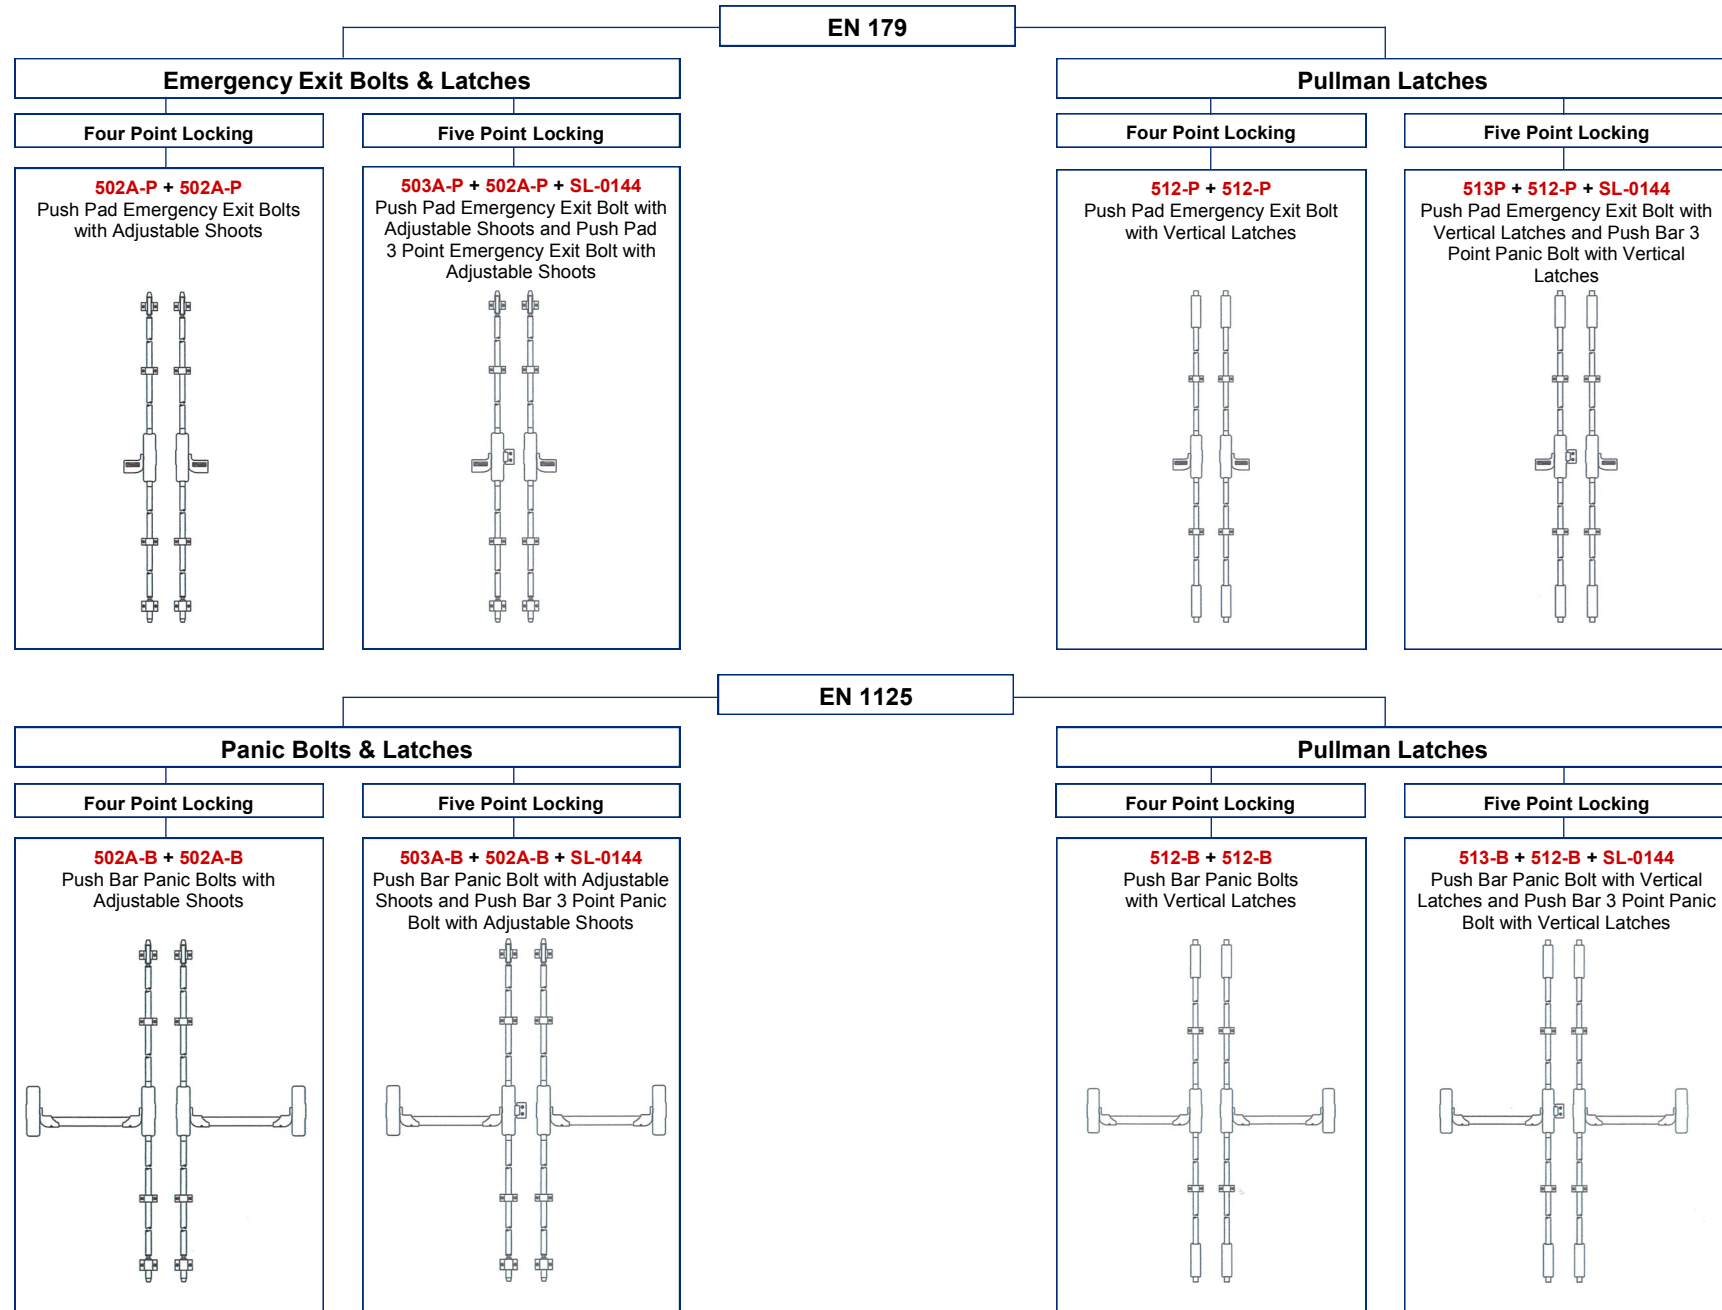 EN 179
Emergency Exit Bolts & Latches
Pullman Latches
Four Point Locking
Five Point Locking
Four Point Locking
Five Point Locking
502A-P + 502A-P
Push Pad Emergency Exit Bolts
with Adjustable Shoots
503A-P + 502A-P + SL-0144
Push Pad Emergency Exit Bolt with
Adjustable Shoots and Push Pad
3 Point Emergency Exit Bolt with
Adjustable Shoots
512-P + 512-P
Push Pad Emergency Exit Bolt
with Vertical Latches
513P + 512-P + SL-0144
Push Pad Emergency Exit Bolt with
Vertical Latches and Push Bar 3
Point Panic Bolt with Vertical
Latches
EN 1125
Panic Bolts & Latches
Pullman Latches
Four Point Locking
Five Point Locking
Four Point Locking
Five Point Locking
502A-B + 502A-B
Push Bar Panic Bolts with
Adjustable Shoots
503A-B + 502A-B + SL-0144
Push Bar Panic Bolt with Adjustable
Shoots and Push Bar 3 Point Panic
Bolt with Adjustable Shoots
512-B + 512-B
Push Bar Panic Bolts
with Vertical Latches
513-B + 512-B + SL-0144
Push Bar Panic Bolt with Vertical
Latches and Push Bar 3 Point Panic
Bolt with Vertical Latches